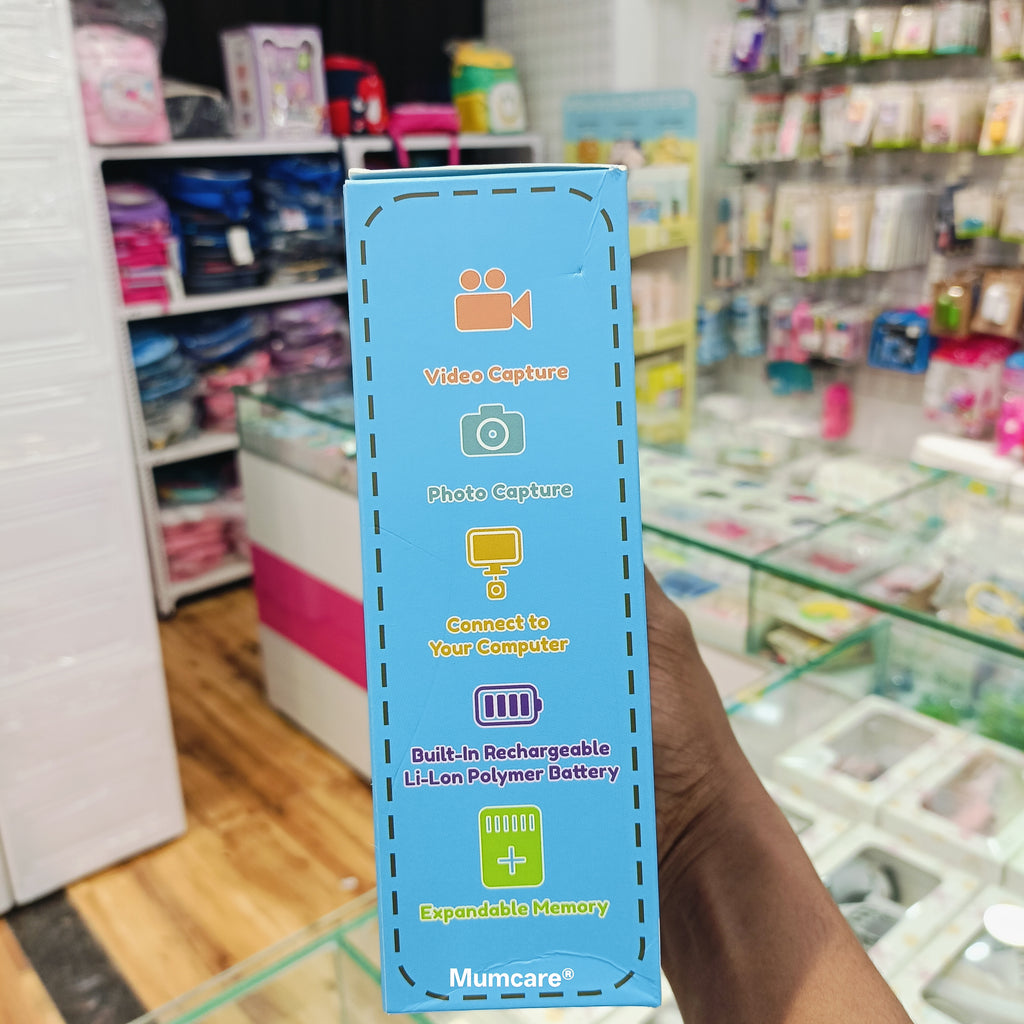 Video Capture
Photo Capture
Connect to
Your Computer
Built-In Rechargeable
Li-Lon Polymer Battery
Expandable Memory
Mumcare®